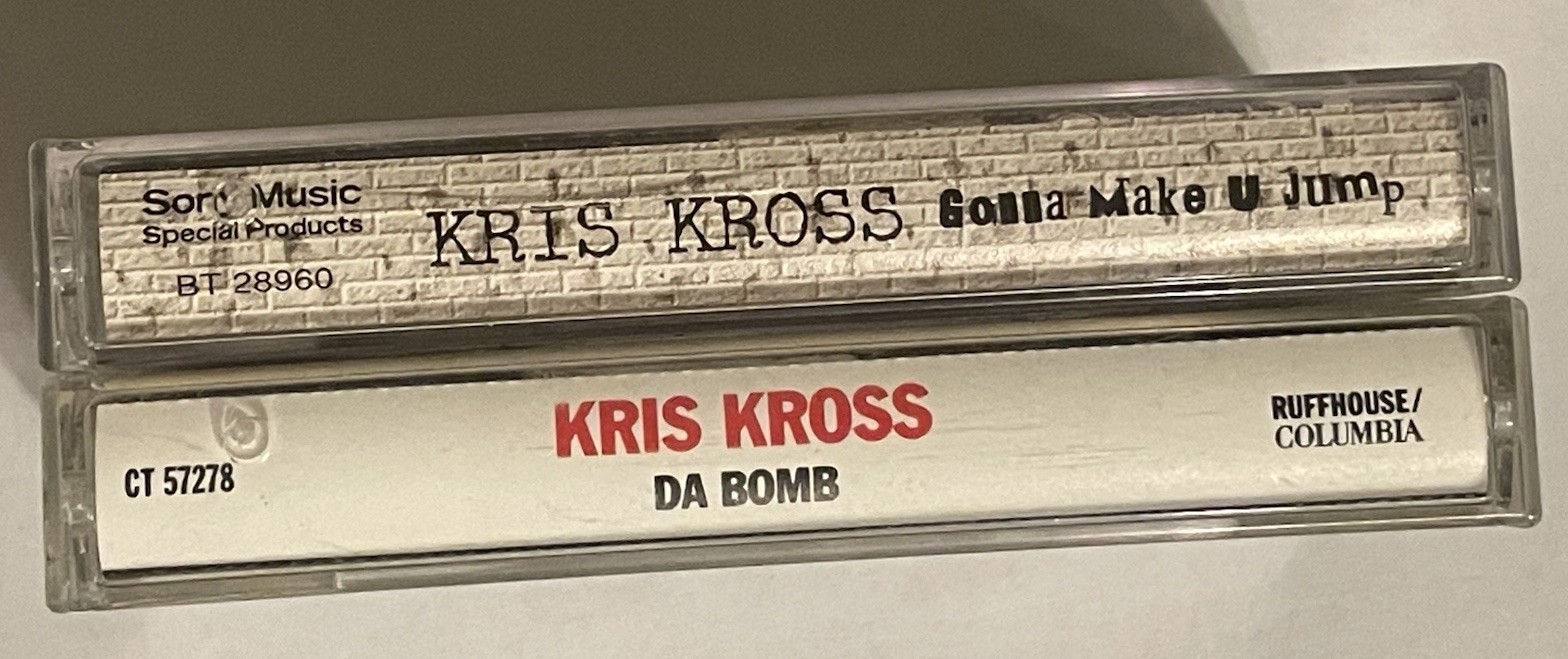 Sony Music
Special Products
BT 28960
KRIS KROSS Gonna Make U Jump
CT 57278
KRIS KROSS
DA BOMB
RUFFHOUSE/
COLUMBIA